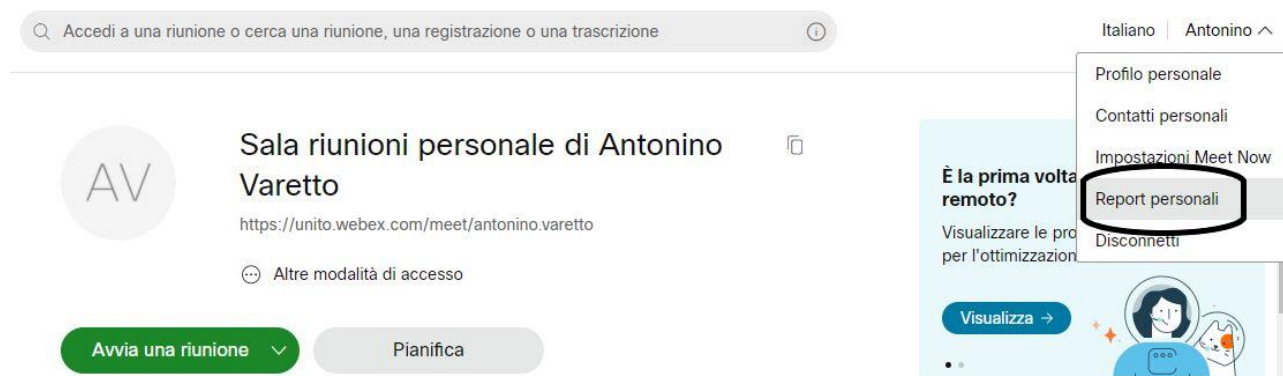 Accedi a una riunione o cerca una riunione, una registrazione o una trascrizione
Italiano
Antonino
Profilo personale
Contatti personali
Impostazioni Meet Now
Report personali
Disconnetti
AV
Sala riunioni personale di Antonino
Varetto
https://unito.webex.com/meet/antonino.varetto
Altre modalità di accesso
Avvia una riunione
Pianifica
È la prima volta
remoto?
Visualizzare le pro
per l'ottimizzazion
Visualizza →